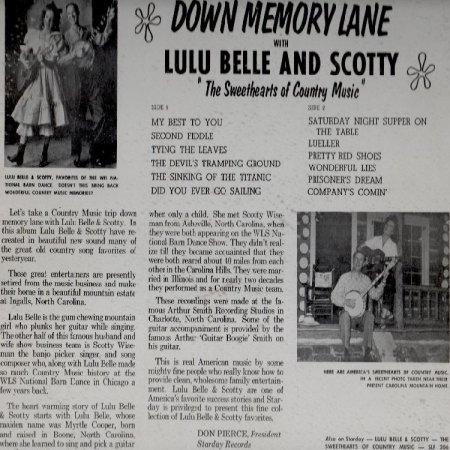 DOWN MEMORY LANE
WITH
LULU BELLE AND SCOTTY
"The Sweethearts of Country Music"
SIDE 1
MY BEST TO YOU
SECOND FIDDLE
TYING THE LEAVES
THE DEVIL'S TRAMPING GROUND
THE SINKING OF THE TITANIC
DID YOU EVER GO SAILING
SIDE 2
SATURDAY NIGHT SUPPER ON
THE TABLE
LUELLER
PRETTY RED SHOES
WONDERFUL LIES
PRISONER'S DREAM
COMPANY'S COMIN'
LULU BELLE & SCOTTY, FAVORITES OF THE WLS NA-
TIONAL BARN DANCE. DOESN'T THIS BRING BACK
WONDERFUL COUNTRY MUSIC MEMORIES?
Let's take a Country Music trip down
memory lane with Lulu Belle & Scotty. In
this album Lulu Belle & Scotty have re-
created in beautiful new sound many of
the great old country song favorites of
yesteryear.
These great entertainers are presently
retired from the music business and make
their home in a beautiful mountain estate
at Ingalls, North Carolina.
Lulu Belle is the gum chewing mountain
girl who plunks her guitar while singing.
The other half of this famous husband and
wife show business team is Scotty Wise-
man the banjo picker, singer, and song
composer who, along with Lulu Belle made
so much Country Music history at the
WLS National Barn Dance in Chicago a
few years back.
The heart warming story of Lulu Belle
& Scotty starts with Lulu Belle, whose
maiden name was Myrtle Cooper, born
and raised in Boone, North Carolina,
where she learned to sing and pick a guitar
when only a child. She met Scotty Wise-
man from Asheville, North Carolina, when
they were both appearing on the WLS Na-
tional Barn Dance Show. They didn't real-
ize till they became acquainted that they
were both reared about 40 miles from each
other in the Carolina Hills. They were mar-
ried in Illinois and for nearly two decades
they performed as a Country Music team.
These recordings were made at the fa-
mous Arthur Smith Recording Studios in
Charlotte, North Carolina. Some of the
guitar accompaniment is provided by the
famous Arthur 'Guitar Boogie' Smith on
his guitar.
This is real American music by some
mighty fine people who really know how to
provide clean, wholesome family entertain-
ment. Lulu Belle & Scotty are one of
America's favorite success stories and Star-
day is privileged to present this fine col-
lection of Lulu Belle & Scotty favorites.
DON PIERCE, President
Starday Records
HERE ARE AMERICA'S SWEETHEARTS OF COUNTRY MUSIC,
IN A RECENT PHOTO TAKEN NEAR THEIR
PRESENT CAROLINA MOUNTAIN HOME.
Also on Starday — LULU BELLE & SCOTTY — THE
SWEETHEARTS OF COUNTRY MUSIC — SLP 206